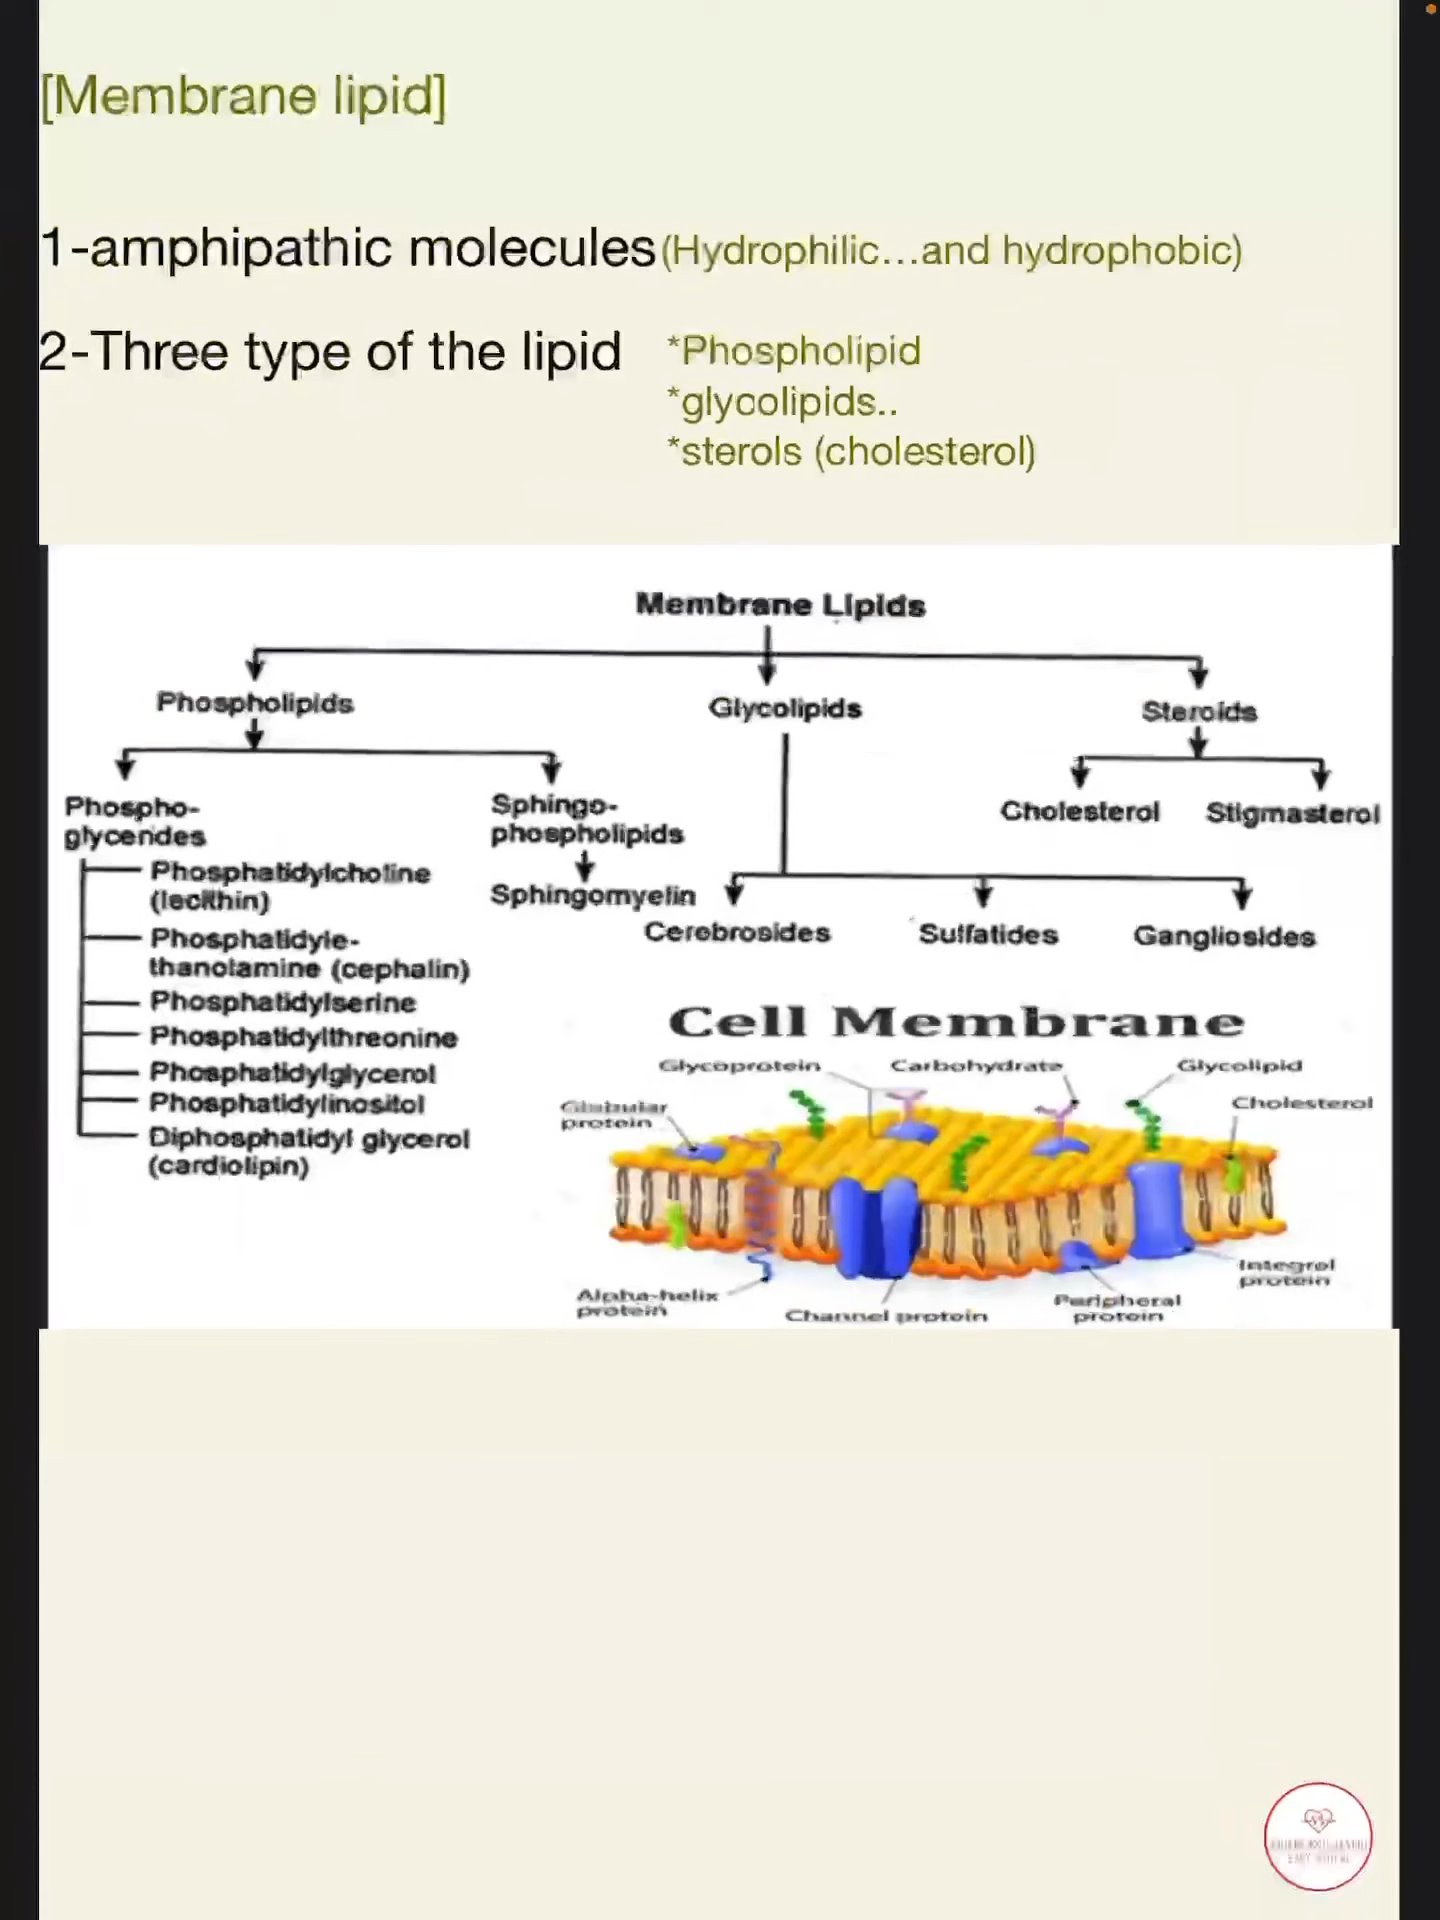 [Membrane lipid]
1-amphipathic molecules (Hydrophilic...and hydrophobic)
2-Three type of the lipid *Phospholipid
*glycolipids..
*sterols (cholesterol)
Membrane Lipids
Phospholipids Glycolipids Steroids
Phospho-
glycerides
Sphingo-
phospholipids
Cholesterol Stigmasterol
Phosphatidylcholine
(lecithin)
Sphingomyelin
Cerebrosides Sulfatides Gangliosides
Phosphatidyle-
thanolamine (cephalin)
Phosphatidylserine
Phosphatidylthreonine
Phosphatidylglycerol
Phosphatidylinositol
Diphosphatidyl glycerol
(cardiolipin)
Cell Membrane
Glycoprotein Carbohydrate Glycolipid
Globular
protein
Cholesterol
Alpha-helix
protein
Channel protein
Peripheral
protein
Integrol
protein